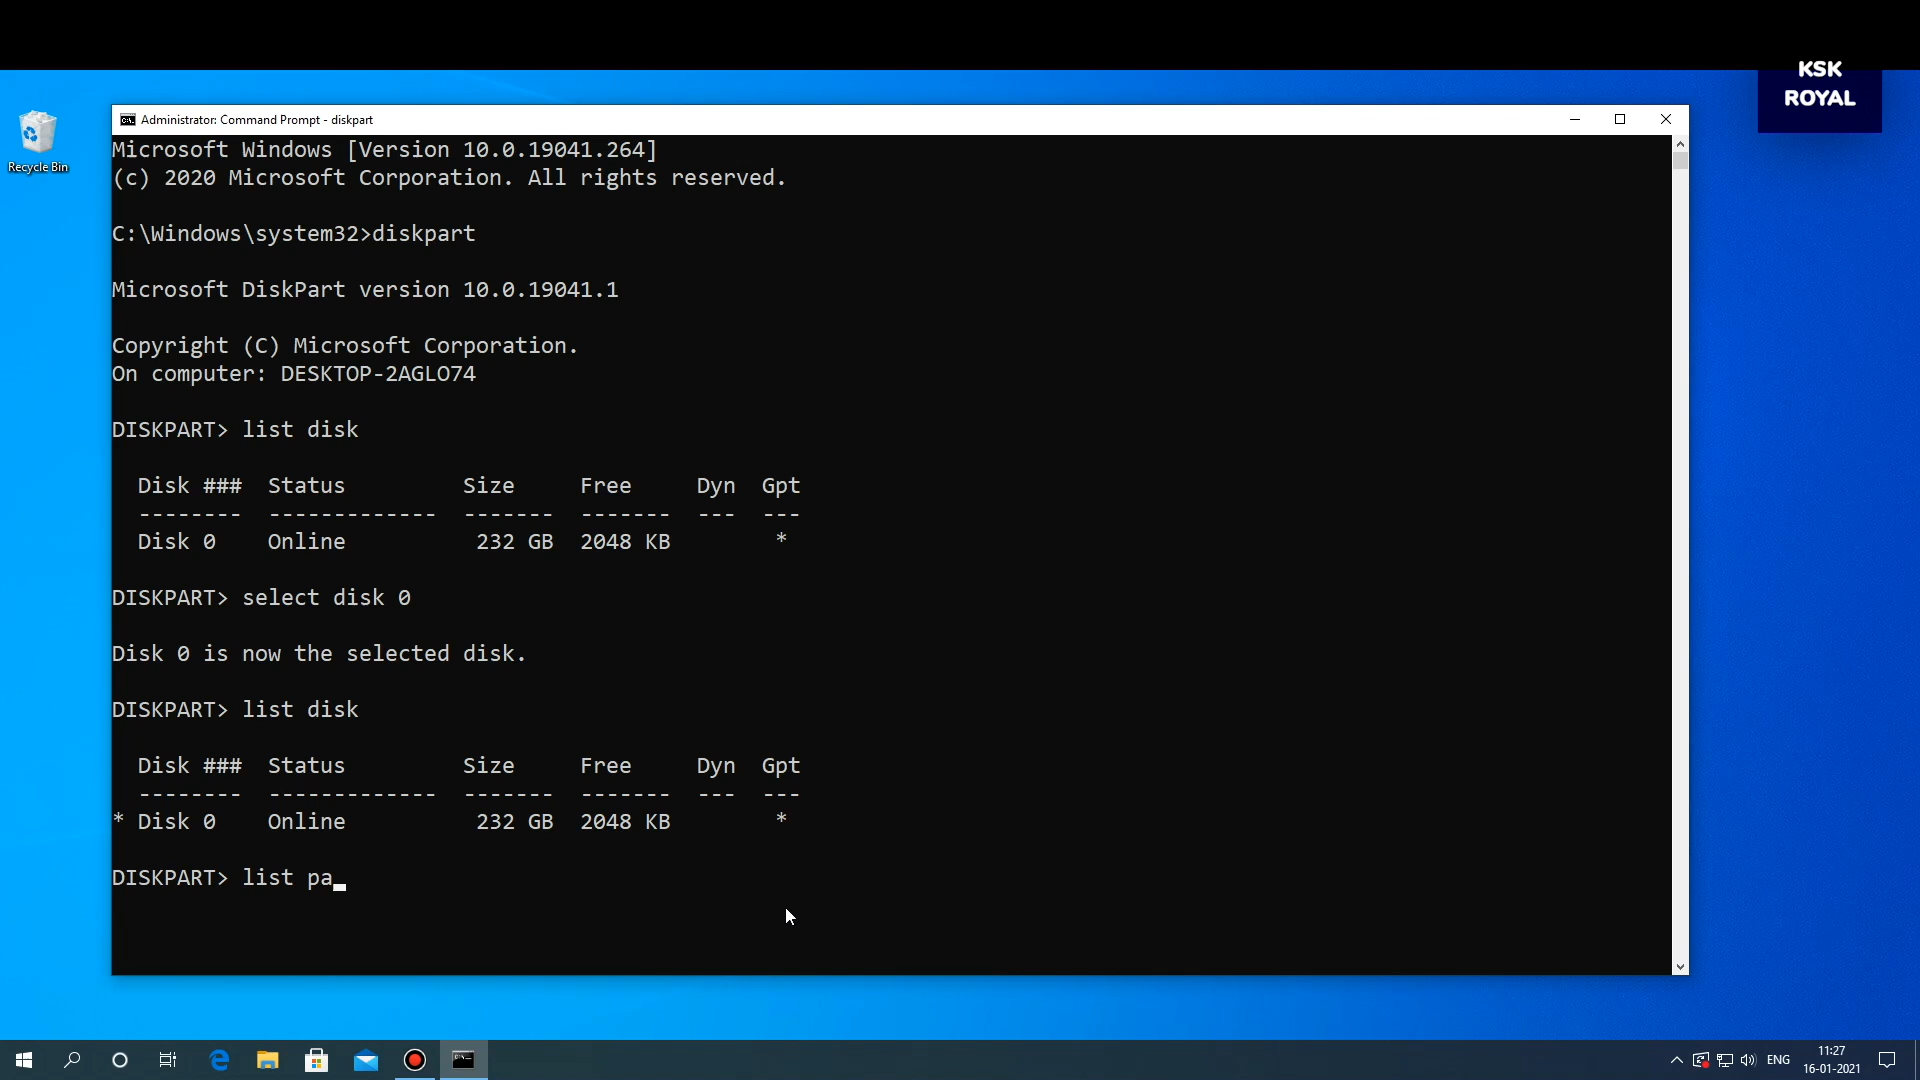 KSK
ROYAL
Recycle Bin
Administrator: Command Prompt - diskpart
Microsoft Windows [Version 10.0.19041.264]
(c) 2020 Microsoft Corporation. All rights reserved.
C:\Windows\system32>diskpart
Microsoft DiskPart version 10.0.19041.1
Copyright (C) Microsoft Corporation.
On computer: DESKTOP-2AGLO74
DISKPART> list disk
  Disk ###  Status         Size     Free     Dyn  Gpt
  --------  -------------  -------  -------  ---  ---
  Disk 0    Online          232 GB  2048 KB        *
DISKPART> select disk 0
Disk 0 is now the selected disk.
DISKPART> list disk
  Disk ###  Status         Size     Free     Dyn  Gpt
  --------  -------------  -------  -------  ---  ---
* Disk 0    Online          232 GB  2048 KB        *
DISKPART> list pa_
ENG
11:27
16-01-2021